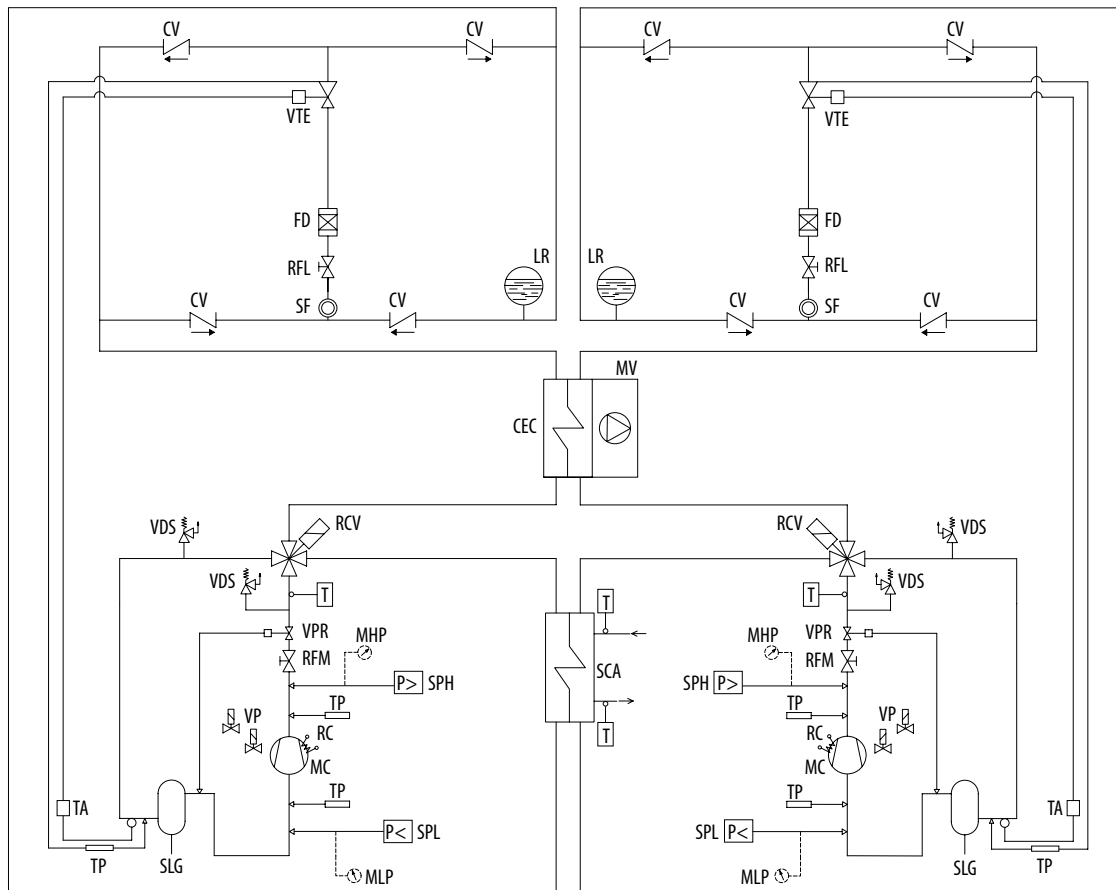 CV CV CV CV
VTE VTE
FD FD
LR LR
RFL RFL
CV SF CV CV SF CV
MV
CEC
VDS RCV RCV VDS
VDS T T VDS
T
VPR VPR
MHP MHP
RFM RFM
SCA
P> SPH SPH P>
TP TP
VP RC RC VP
T
MC MC
TP TP
TA TA
P< SPL SPL P<
TP SLG MLP MLP SLG TP